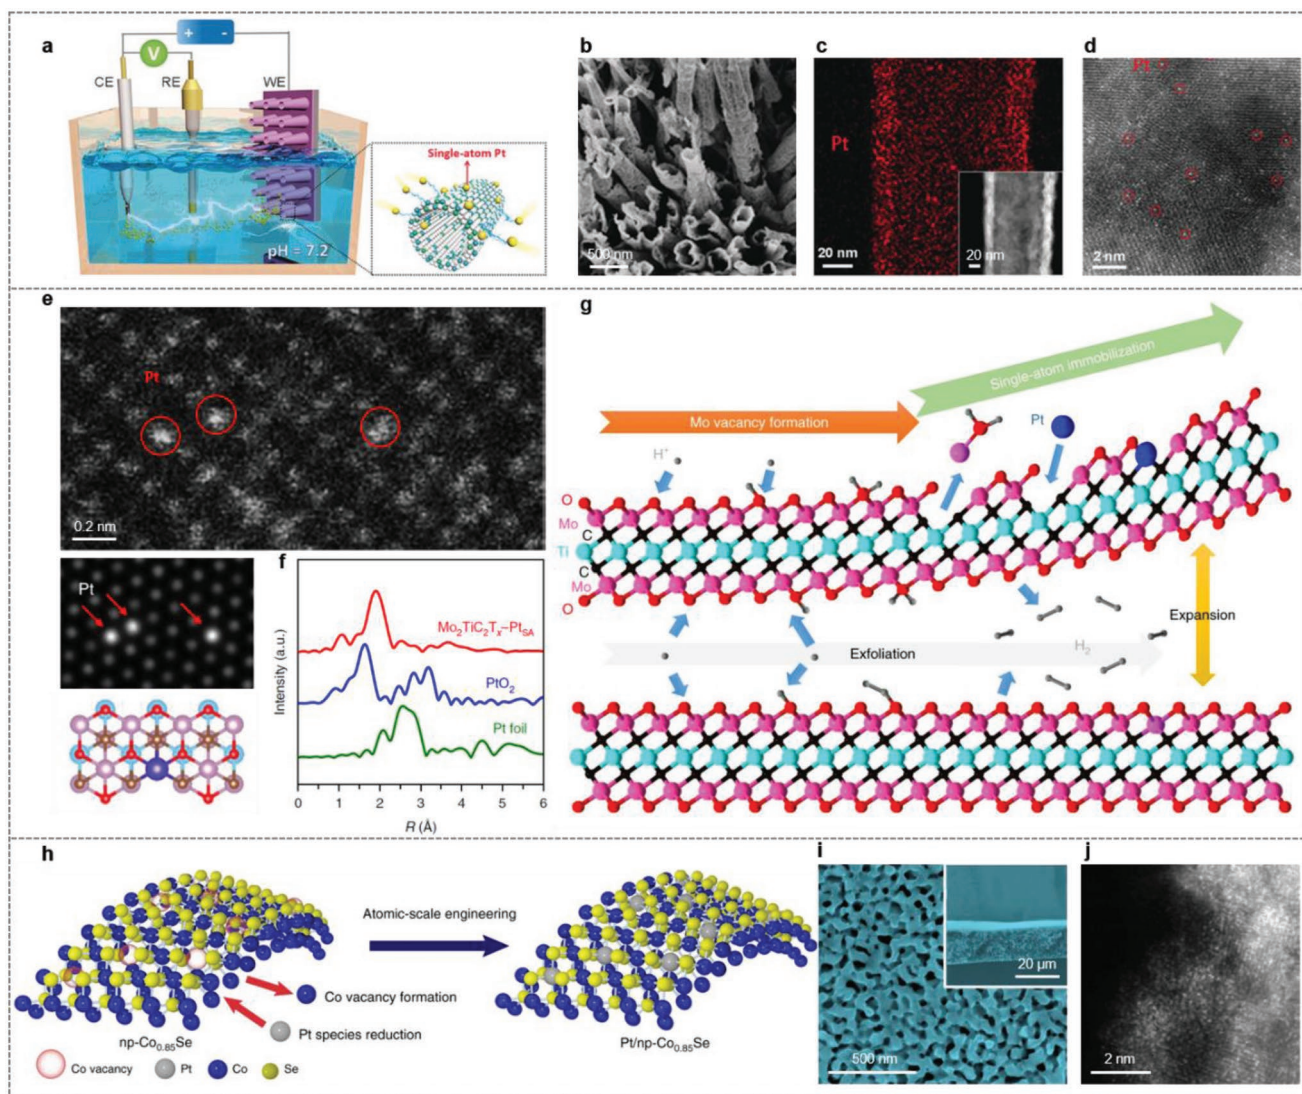 a
+ -
V
CE
RE
WE
Single-atom Pt
pH = 7.2
b
500 nm
c
Pt
20 nm
20 nm
d
Pt
2 nm
e
Pt
0.2 nm
Pt
f
Intensity (a.u.)
Mo₂TiC₂Tₓ–Pt_SA
PtO₂
Pt foil
0 1 2 3 4 5 6
R (Å)
g
Single-atom immobilization
Mo vacancy formation
Pt
H⁺
O
Mo
C
Ti
C
Mo
O
Expansion
Exfoliation
H₂
h
Atomic-scale engineering
Co vacancy formation
Pt species reduction
np-Co₀.₈₅Se
Pt/np-Co₀.₈₅Se
Co vacancy Pt Co Se
i
20 µm
500 nm
j
2 nm